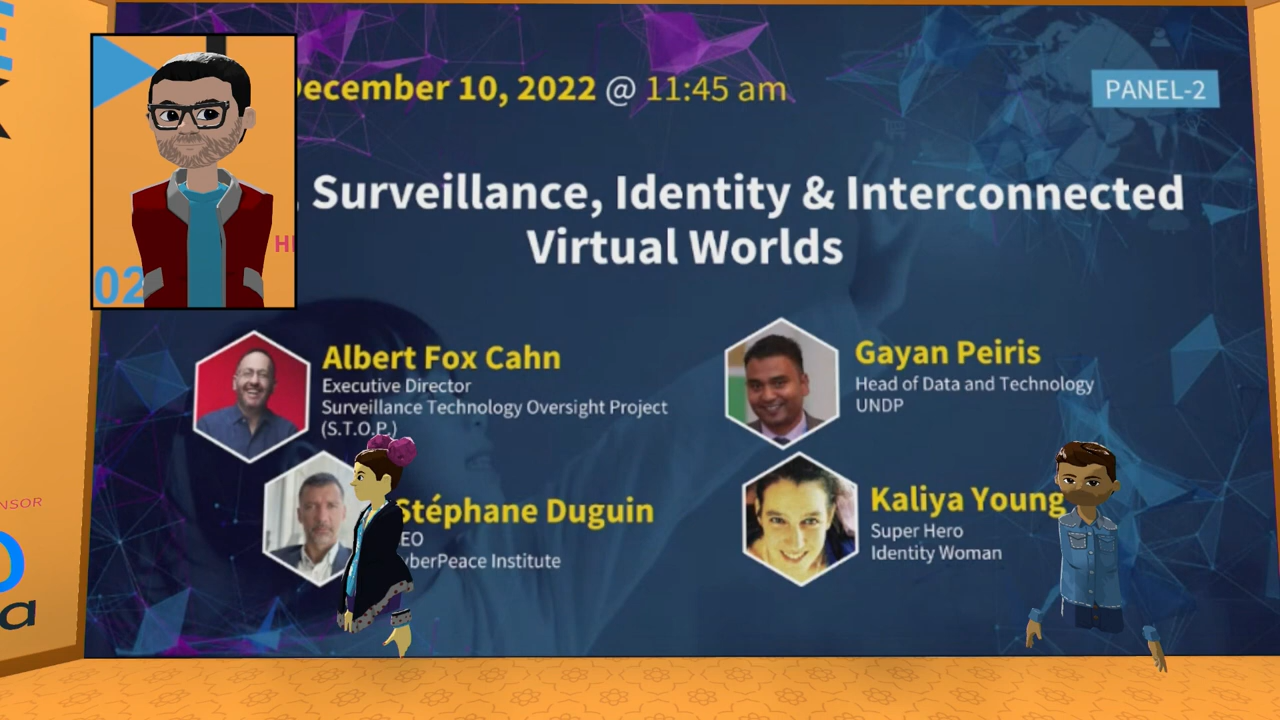 December 10, 2022 @ 11:45 am
PANEL-2
, Surveillance, Identity & Interconnected
Virtual Worlds
Albert Fox Cahn
Executive Director
Surveillance Technology Oversight Project
(S.T.O.P.)
Gayan Peiris
Head of Data and Technology
UNDP
Stéphane Duguin
EO
yberPeace Institute
Kaliya Young
Super Hero
Identity Woman
02
NSOR
a